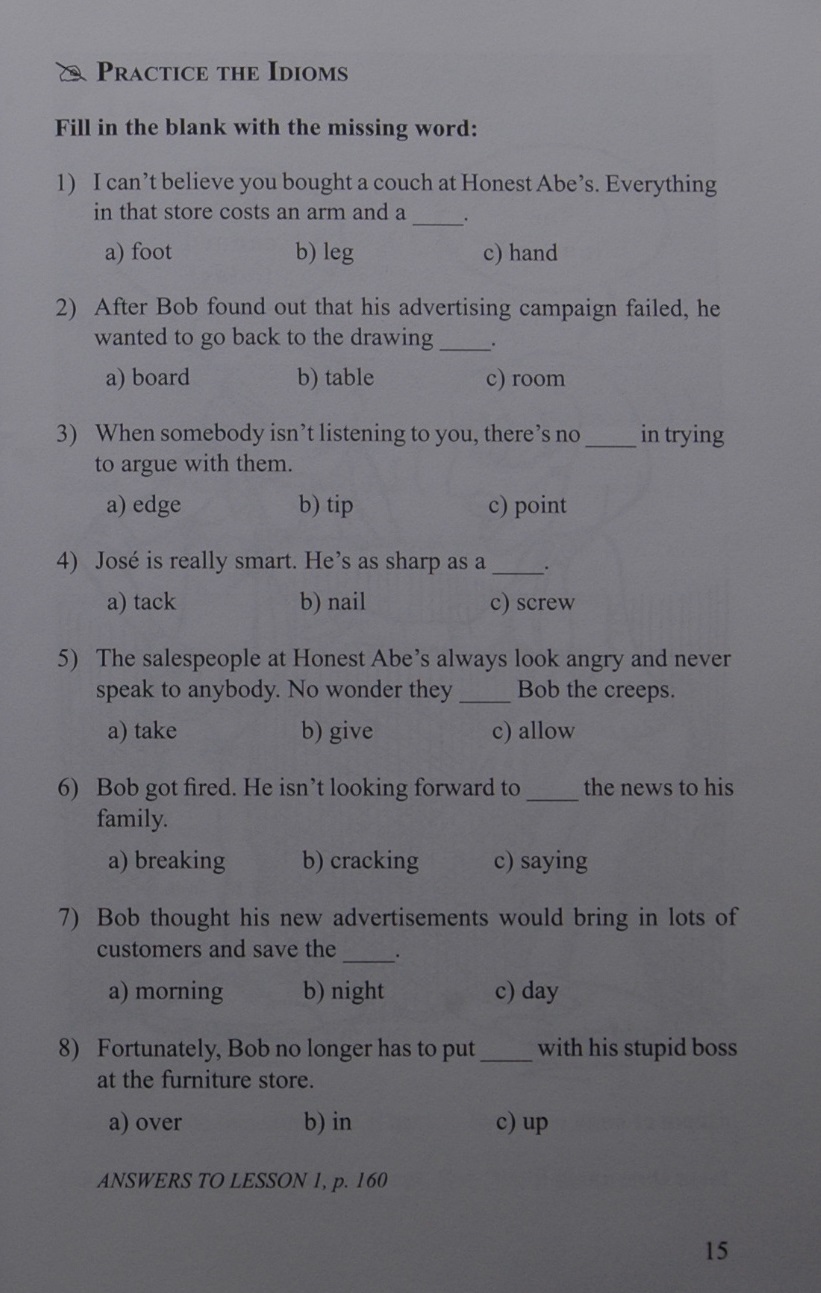 PRACTICE THE IDIOMS
Fill in the blank with the missing word:
1) I can’t believe you bought a couch at Honest Abe’s. Everything
in that store costs an arm and a ____.
a) foot b) leg c) hand
2) After Bob found out that his advertising campaign failed, he
wanted to go back to the drawing ____.
a) board b) table c) room
3) When somebody isn’t listening to you, there’s no ____ in trying
to argue with them.
a) edge b) tip c) point
4) José is really smart. He’s as sharp as a ____.
a) tack b) nail c) screw
5) The salespeople at Honest Abe’s always look angry and never
speak to anybody. No wonder they ____ Bob the creeps.
a) take b) give c) allow
6) Bob got fired. He isn’t looking forward to ____ the news to his
family.
a) breaking b) cracking c) saying
7) Bob thought his new advertisements would bring in lots of
customers and save the ____.
a) morning b) night c) day
8) Fortunately, Bob no longer has to put ____ with his stupid boss
at the furniture store.
a) over b) in c) up
ANSWERS TO LESSON 1, p. 160
15